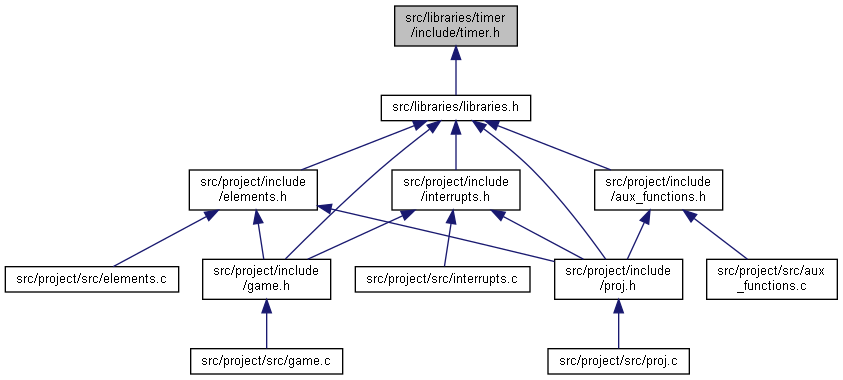 src/libraries/timer
/include/timer.h
src/libraries/libraries.h
src/project/include
/elements.h
src/project/include
/interrupts.h
src/project/include
/aux_functions.h
src/project/src/elements.c
src/project/include
/game.h
src/project/src/interrupts.c
src/project/include
/proj.h
src/project/src/aux
_functions.c
src/project/src/game.c
src/project/src/proj.c